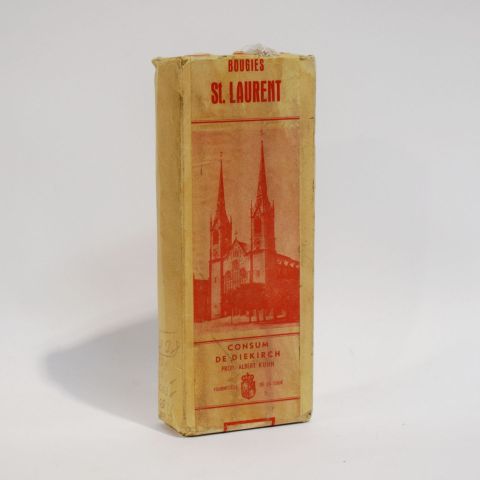 BOUGIES
St. LAURENT
CONSUM
DE DIEKIRCH
PROP. ALBERT KUHN